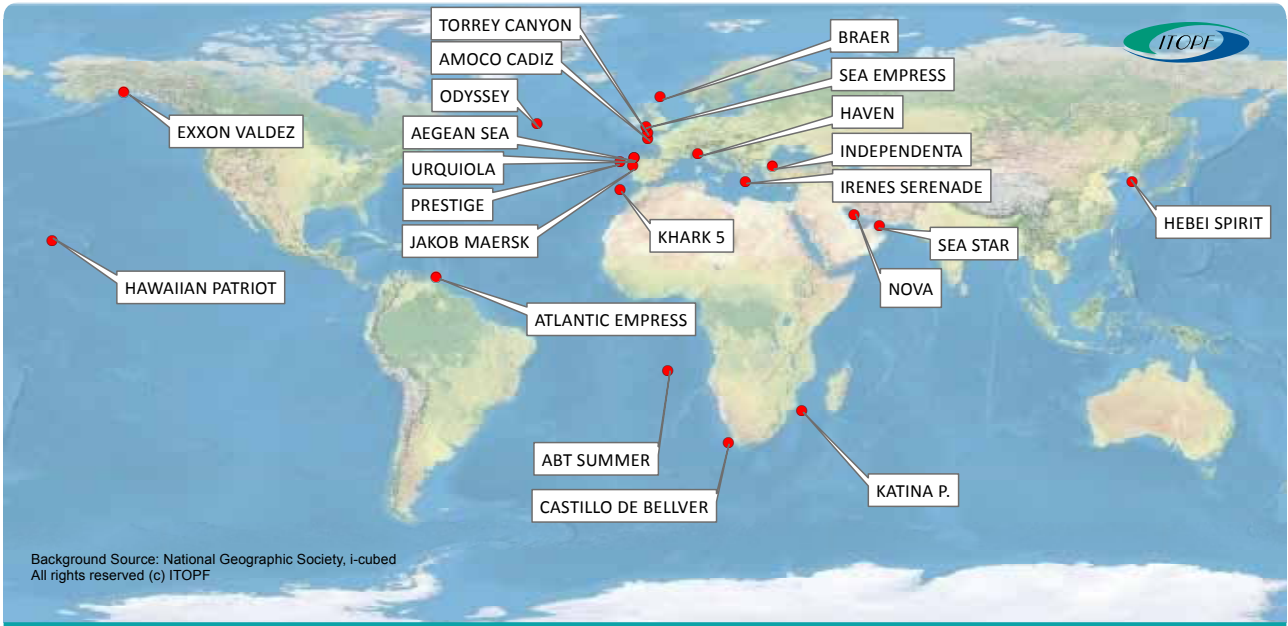 TORREY CANYON
BRAER
ITOPF
AMOCO CADIZ
SEA EMPRESS
ODYSSEY
HAVEN
EXXON VALDEZ
AEGEAN SEA
INDEPENDENTA
URQUIOLA
IRENES SERENADE
PRESTIGE
HEBEI SPIRIT
JAKOB MAERSK
KHARK 5
SEA STAR
HAWAIIAN PATRIOT
NOVA
ATLANTIC EMPRESS
ABT SUMMER
KATINA P.
CASTILLO DE BELLVER
Background Source: National Geographic Society, i-cubed
All rights reserved (c) ITOPF